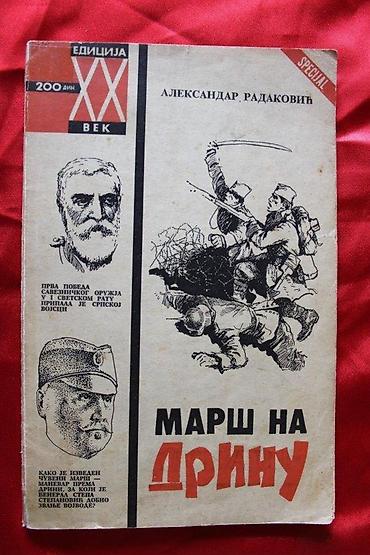 ЕДИЦИЈА
200 дин
XX
ВЕК
SPECIJAL
АЛЕКСАНДАР РАДАКОВИЋ
ПРВА ПОБЕДА
САВЕЗНИЧКОГ ОРУЖЈА
У I СВЕТСКОМ РАТУ
ПРИПАЛА ЈЕ СРПСКОЈ
ВОЈСЦИ
КАКО ЈЕ ИЗВЕДЕН
ЧУВЕНИ МАРШ —
МАНЕВАР ПРЕМА
ДРИНИ, ЗА КОЈИ ЈЕ
ЂЕНЕРАЛ СТЕПА
СТЕПАНОВИЋ ДОБИО
ЗВАЊЕ ВОЈВОДЕ?
МАРШ НА
ДРИНУ